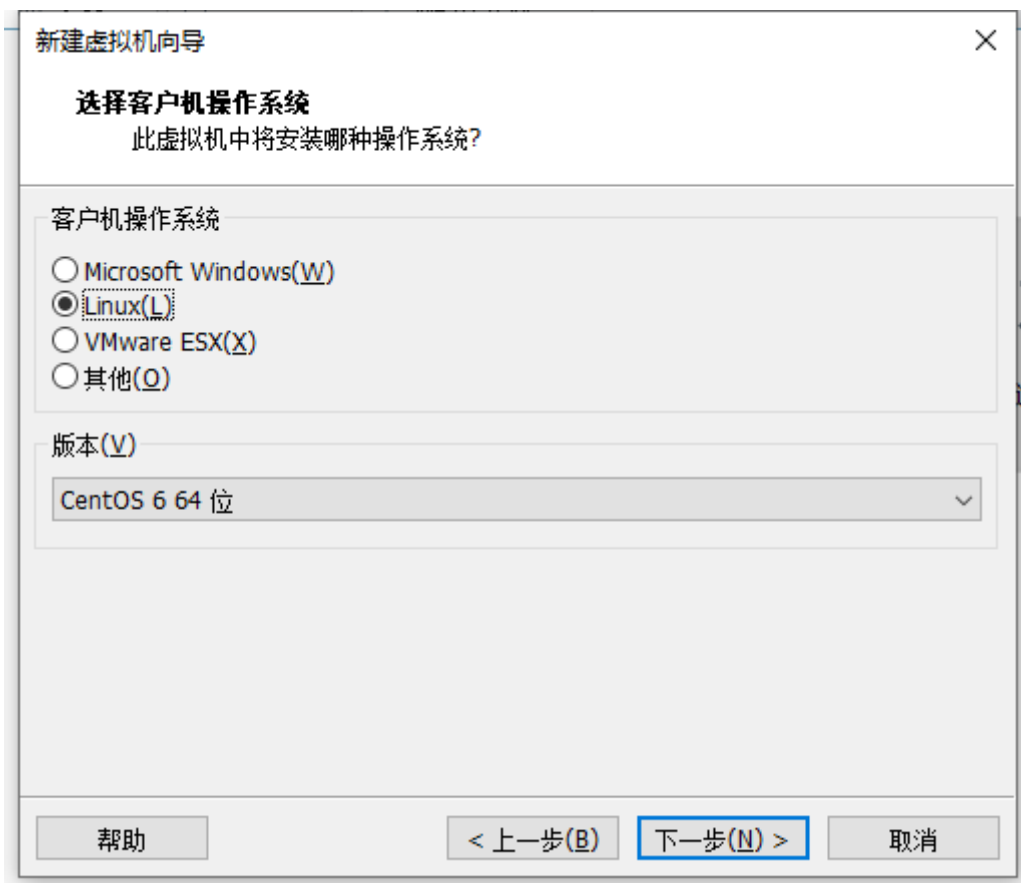 新建虚拟机向导
选择客户机操作系统
此虚拟机中将安装哪种操作系统?
客户机操作系统
Microsoft Windows(W)
Linux(L)
VMware ESX(X)
其他(O)
版本(V)
CentOS 6 64 位
帮助
< 上一步(B)
下一步(N) >
取消